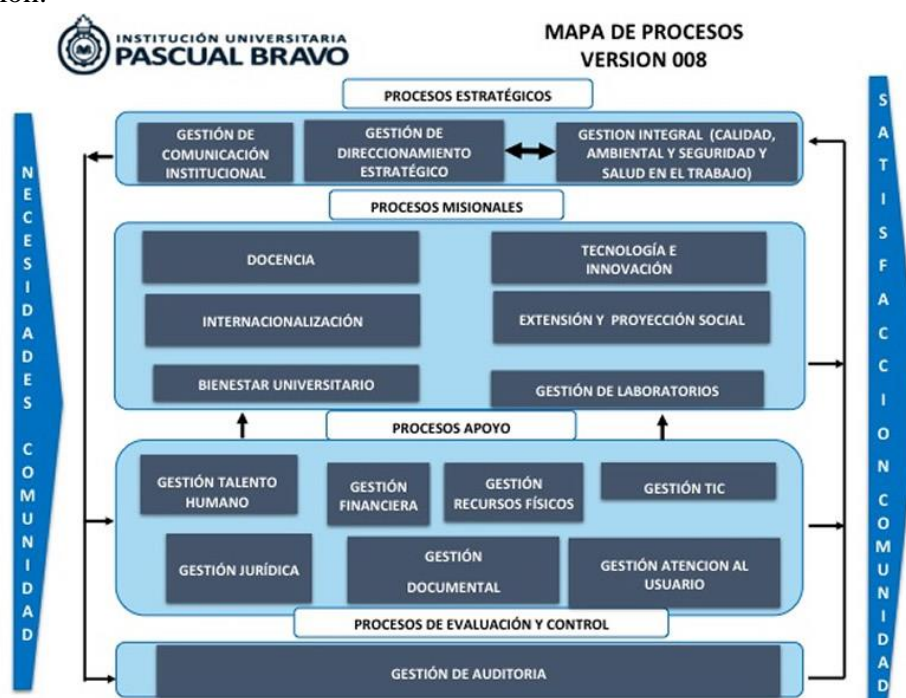 ión.
INSTITUCIÓN UNIVERSITARIA
PASCUAL BRAVO
MAPA DE PROCESOS
VERSION 008
PROCESOS ESTRATÉGICOS
GESTIÓN DE
COMUNICACIÓN
INSTITUCIONAL
GESTIÓN DE
DIRECCIONAMIENTO
ESTRATÉGICO
GESTION INTEGRAL (CALIDAD,
AMBIENTAL Y SEGURIDAD Y
SALUD EN EL TRABAJO)
NECESIDADES COMUNIDAD
SATISFACCION COMUNIDAD
PROCESOS MISIONALES
DOCENCIA
TECNOLOGÍA E
INNOVACIÓN
INTERNACIONALIZACIÓN
EXTENSIÓN Y PROYECCIÓN SOCIAL
BIENESTAR UNIVERSITARIO
GESTIÓN DE LABORATORIOS
PROCESOS APOYO
GESTIÓN TALENTO
HUMANO
GESTIÓN
FINANCIERA
GESTIÓN
RECURSOS FÍSICOS
GESTIÓN TIC
GESTIÓN JURÍDICA
GESTIÓN
DOCUMENTAL
GESTIÓN ATENCION AL
USUARIO
PROCESOS DE EVALUACIÓN Y CONTROL
GESTIÓN DE AUDITORIA